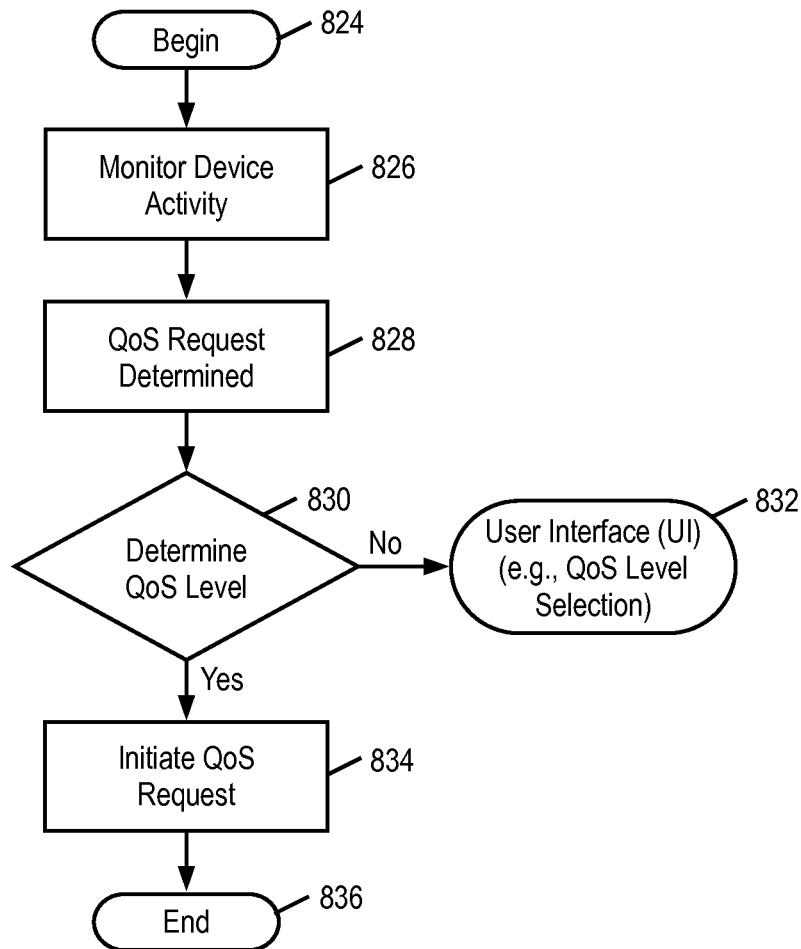 Begin
824
Monitor Device
Activity
826
QoS Request
Determined
828
830
Determine
QoS Level
No
User Interface (UI)
(e.g., QoS Level
Selection)
832
Yes
Initiate QoS
Request
834
End
836